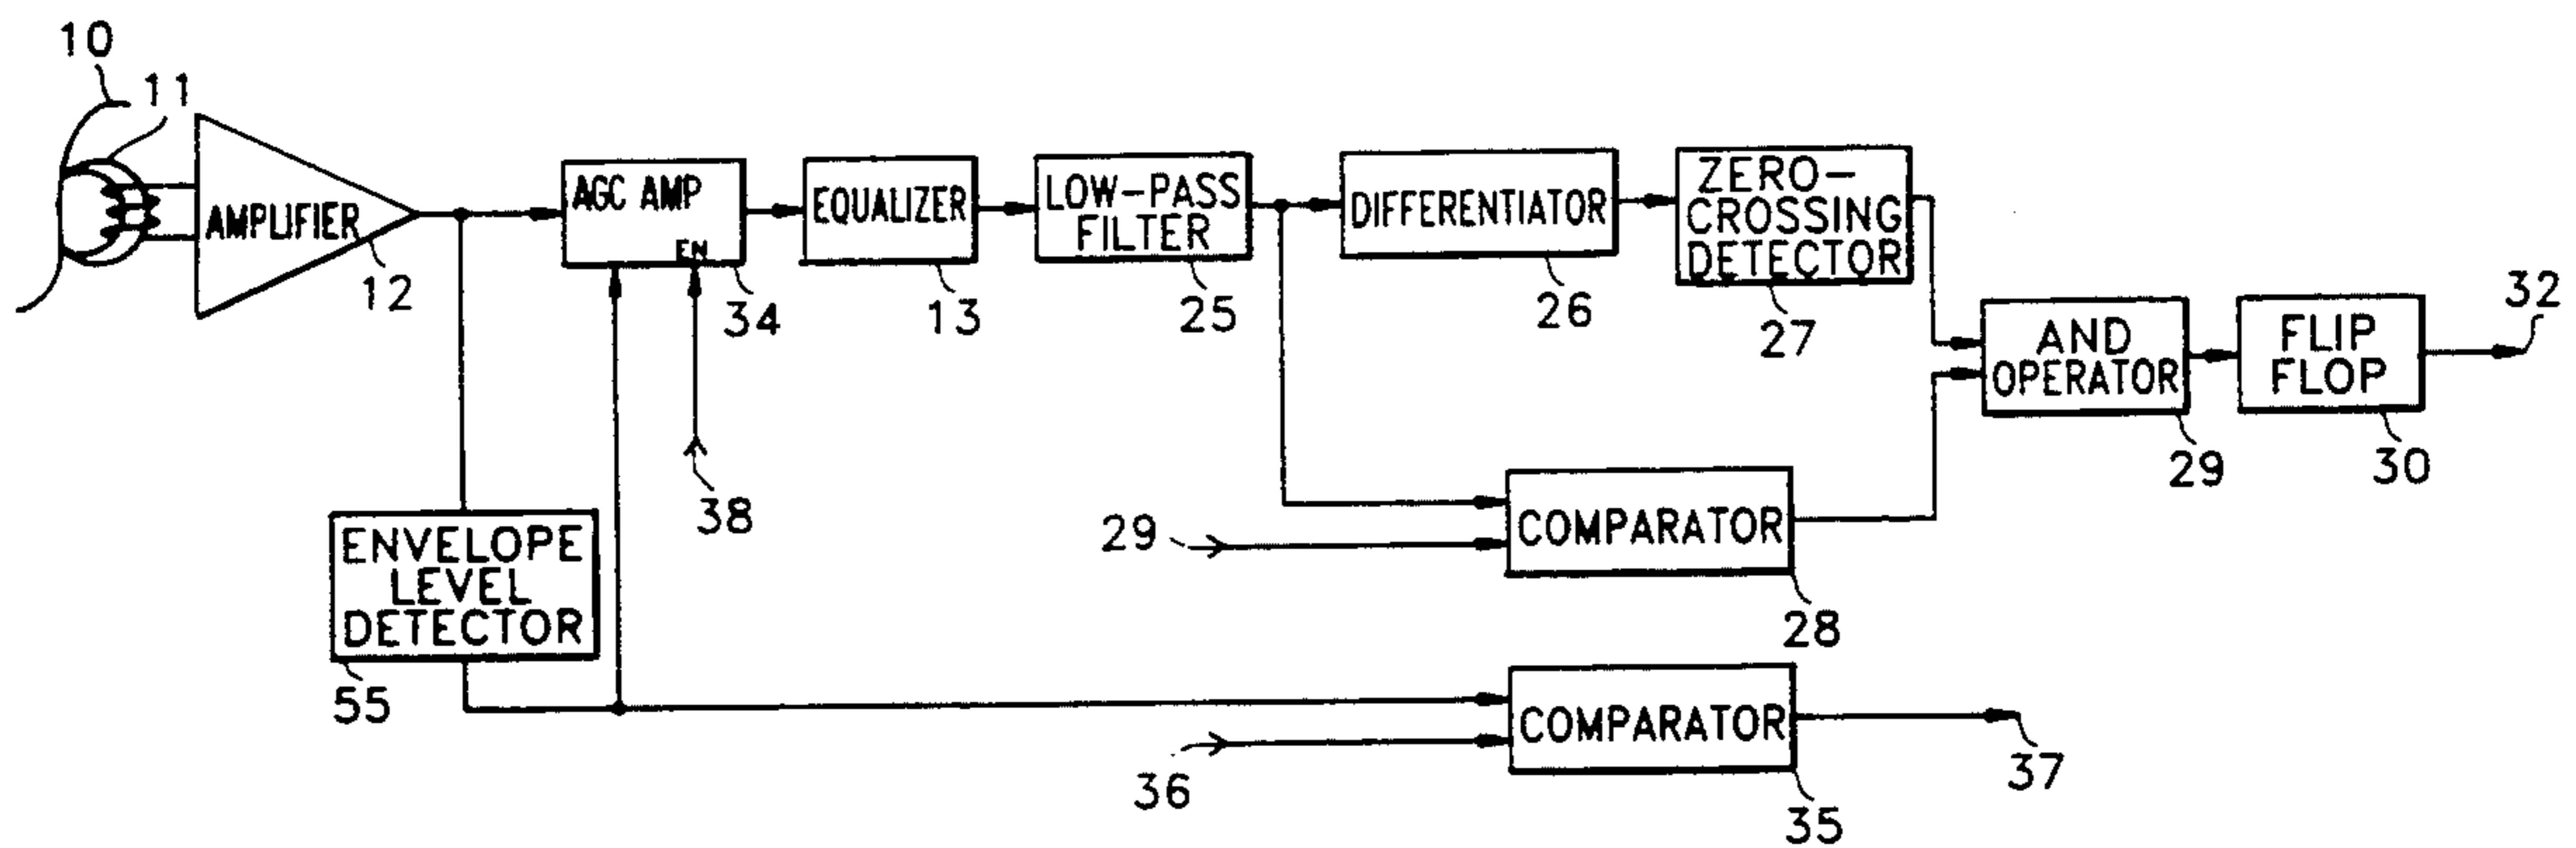 10
11
AMPLIFIER
12
AGC AMP
EN
34
38
EQUALIZER
13
LOW-PASS
FILTER
25
DIFFERENTIATOR
26
ZERO-
CROSSING
DETECTOR
27
AND
OPERATOR
29
FLIP
FLOP
30
32
29
COMPARATOR
28
ENVELOPE
LEVEL
DETECTOR
55
36
COMPARATOR
35
37